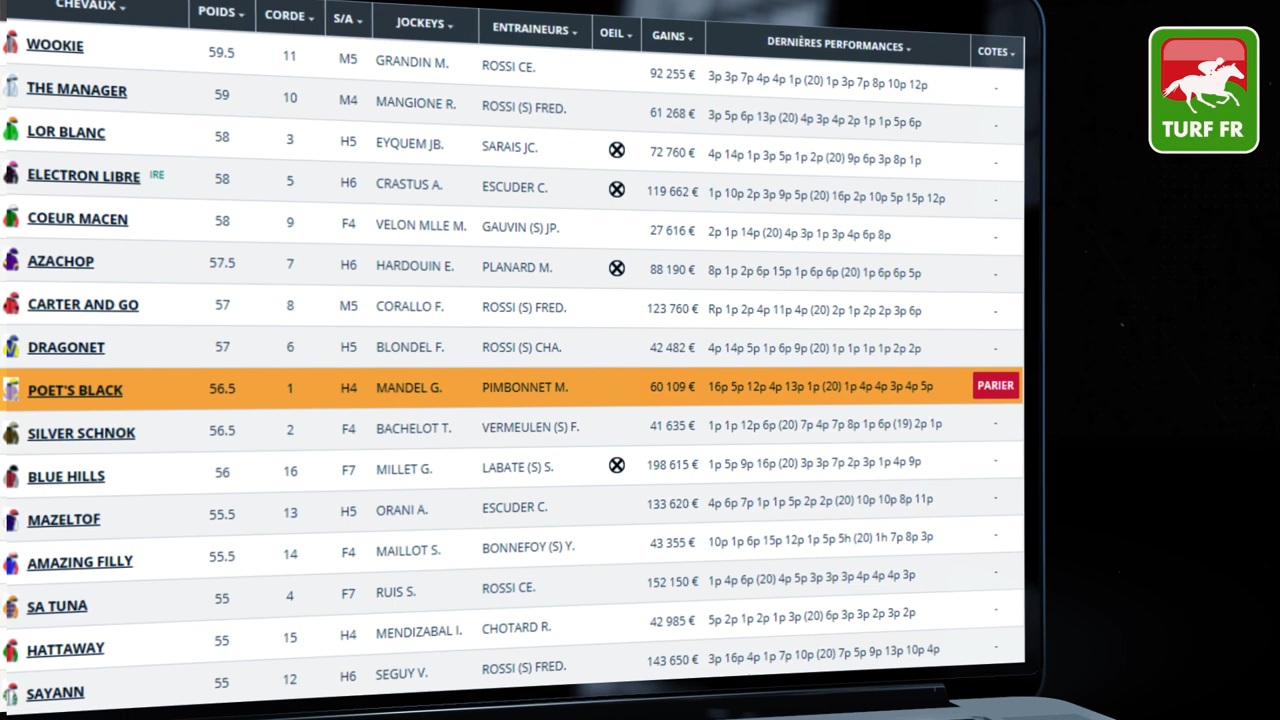 CHEVAUX POIDS CORDE S/A JOCKEYS ENTRAINEURS OEIL GAINS DERNIÈRES PERFORMANCES COTES
WOOKIE 59.5 11 M5 GRANDIN M. ROSSI CE. 92 255 € 3p 3p 7p 4p 4p 1p (20) 1p 3p 7p 8p 10p 12p -
THE MANAGER 59 10 M4 MANGIONE R. ROSSI (S) FRED. 61 268 € 3p 5p 6p 13p (20) 4p 3p 4p 2p 1p 1p 5p 6p -
LOR BLANC 58 3 H5 EYQUEM JB. SARAIS JC. 72 760 € 4p 14p 1p 3p 5p 1p 2p (20) 9p 6p 3p 8p 1p -
ELECTRON LIBRE IRE 58 5 H6 CRASTUS A. ESCUDER C. 119 662 € 1p 10p 2p 3p 9p 5p (20) 16p 2p 10p 5p 15p 12p -
COEUR MACEN 58 9 F4 VELON MLLE M. GAUVIN (S) JP. 27 616 € 2p 1p 14p (20) 4p 3p 1p 3p 4p 6p 8p -
AZACHOP 57.5 7 H6 HARDOUIN E. PLANARD M. 88 190 € 8p 1p 2p 6p 15p 1p 6p 6p (20) 1p 6p 6p 5p -
CARTER AND GO 57 8 M5 CORALLO F. ROSSI (S) FRED. 123 760 € Rp 1p 2p 4p 11p 4p (20) 2p 1p 2p 2p 3p 6p -
DRAGONET 57 6 H5 BLONDEL F. ROSSI (S) CHA. 42 482 € 4p 14p 5p 1p 6p 9p (20) 1p 1p 1p 1p 2p 2p -
POET'S BLACK 56.5 1 H4 MANDEL G. PIMBONNET M. 60 109 € 16p 5p 12p 4p 13p 1p (20) 1p 4p 4p 3p 4p 5p PARIER
SILVER SCHNOK 56.5 2 F4 BACHELOT T. VERMEULEN (S) F. 41 635 € 1p 1p 12p 6p (20) 7p 4p 7p 8p 1p 6p (19) 2p 1p -
BLUE HILLS 56 16 F7 MILLET G. LABATE (S) S. 198 615 € 1p 5p 9p 16p (20) 3p 3p 7p 2p 3p 1p 4p 9p -
MAZELTOF 55.5 13 H5 ORANI A. ESCUDER C. 133 620 € 4p 6p 7p 1p 1p 5p 2p 2p (20) 10p 10p 8p 11p -
AMAZING FILLY 55.5 14 F4 MAILLOT S. BONNEFOY (S) Y. 43 355 € 10p 1p 6p 15p 12p 1p 5p 5h (20) 1h 7p 8p 3p -
SA TUNA 55 4 F7 RUIS S. ROSSI CE. 152 150 € 1p 4p 6p (20) 4p 5p 3p 3p 3p 4p 4p 4p 3p -
HATTAWAY 55 15 H4 MENDIZABAL I. CHOTARD R. 42 985 € 5p 2p 1p 2p 1p 3p (20) 6p 3p 3p 2p 3p 2p -
SAYANN 55 12 H6 SEGUY V. ROSSI (S) FRED. 143 650 € 3p 16p 4p 1p 7p 10p (20) 7p 5p 9p 13p 10p 4p -
TURF FR